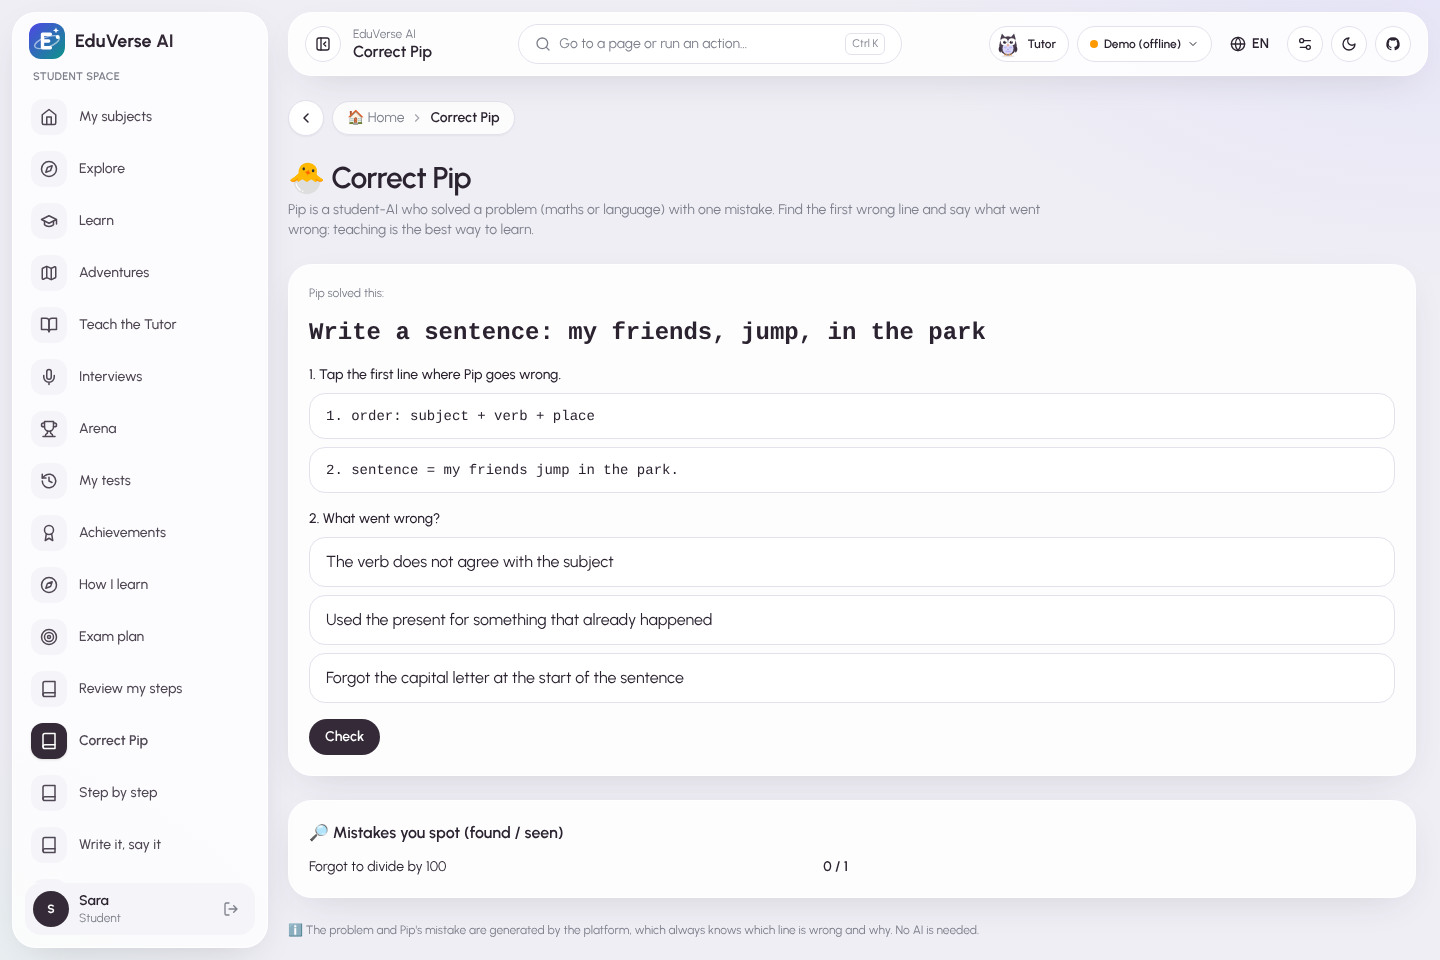 EduVerse AI
STUDENT SPACE
My subjects
Explore
Learn
Adventures
Teach the Tutor
Interviews
Arena
My tests
Achievements
How I learn
Exam plan
Review my steps
Correct Pip
Step by step
Write it, say it
S
Sara
Student
EduVerse AI
Correct Pip
Go to a page or run an action...
Ctrl K
Tutor
Demo (offline)
EN
Home
Correct Pip
Correct Pip
Pip is a student-AI who solved a problem (maths or language) with one mistake. Find the first wrong line and say what went
wrong: teaching is the best way to learn.
Pip solved this:
Write a sentence: my friends, jump, in the park
1. Tap the first line where Pip goes wrong.
1. order: subject + verb + place
2. sentence = my friends jump in the park.
2. What went wrong?
The verb does not agree with the subject
Used the present for something that already happened
Forgot the capital letter at the start of the sentence
Check
Mistakes you spot (found / seen)
Forgot to divide by 100 0 / 1
The problem and Pip's mistake are generated by the platform, which always knows which line is wrong and why. No AI is needed.